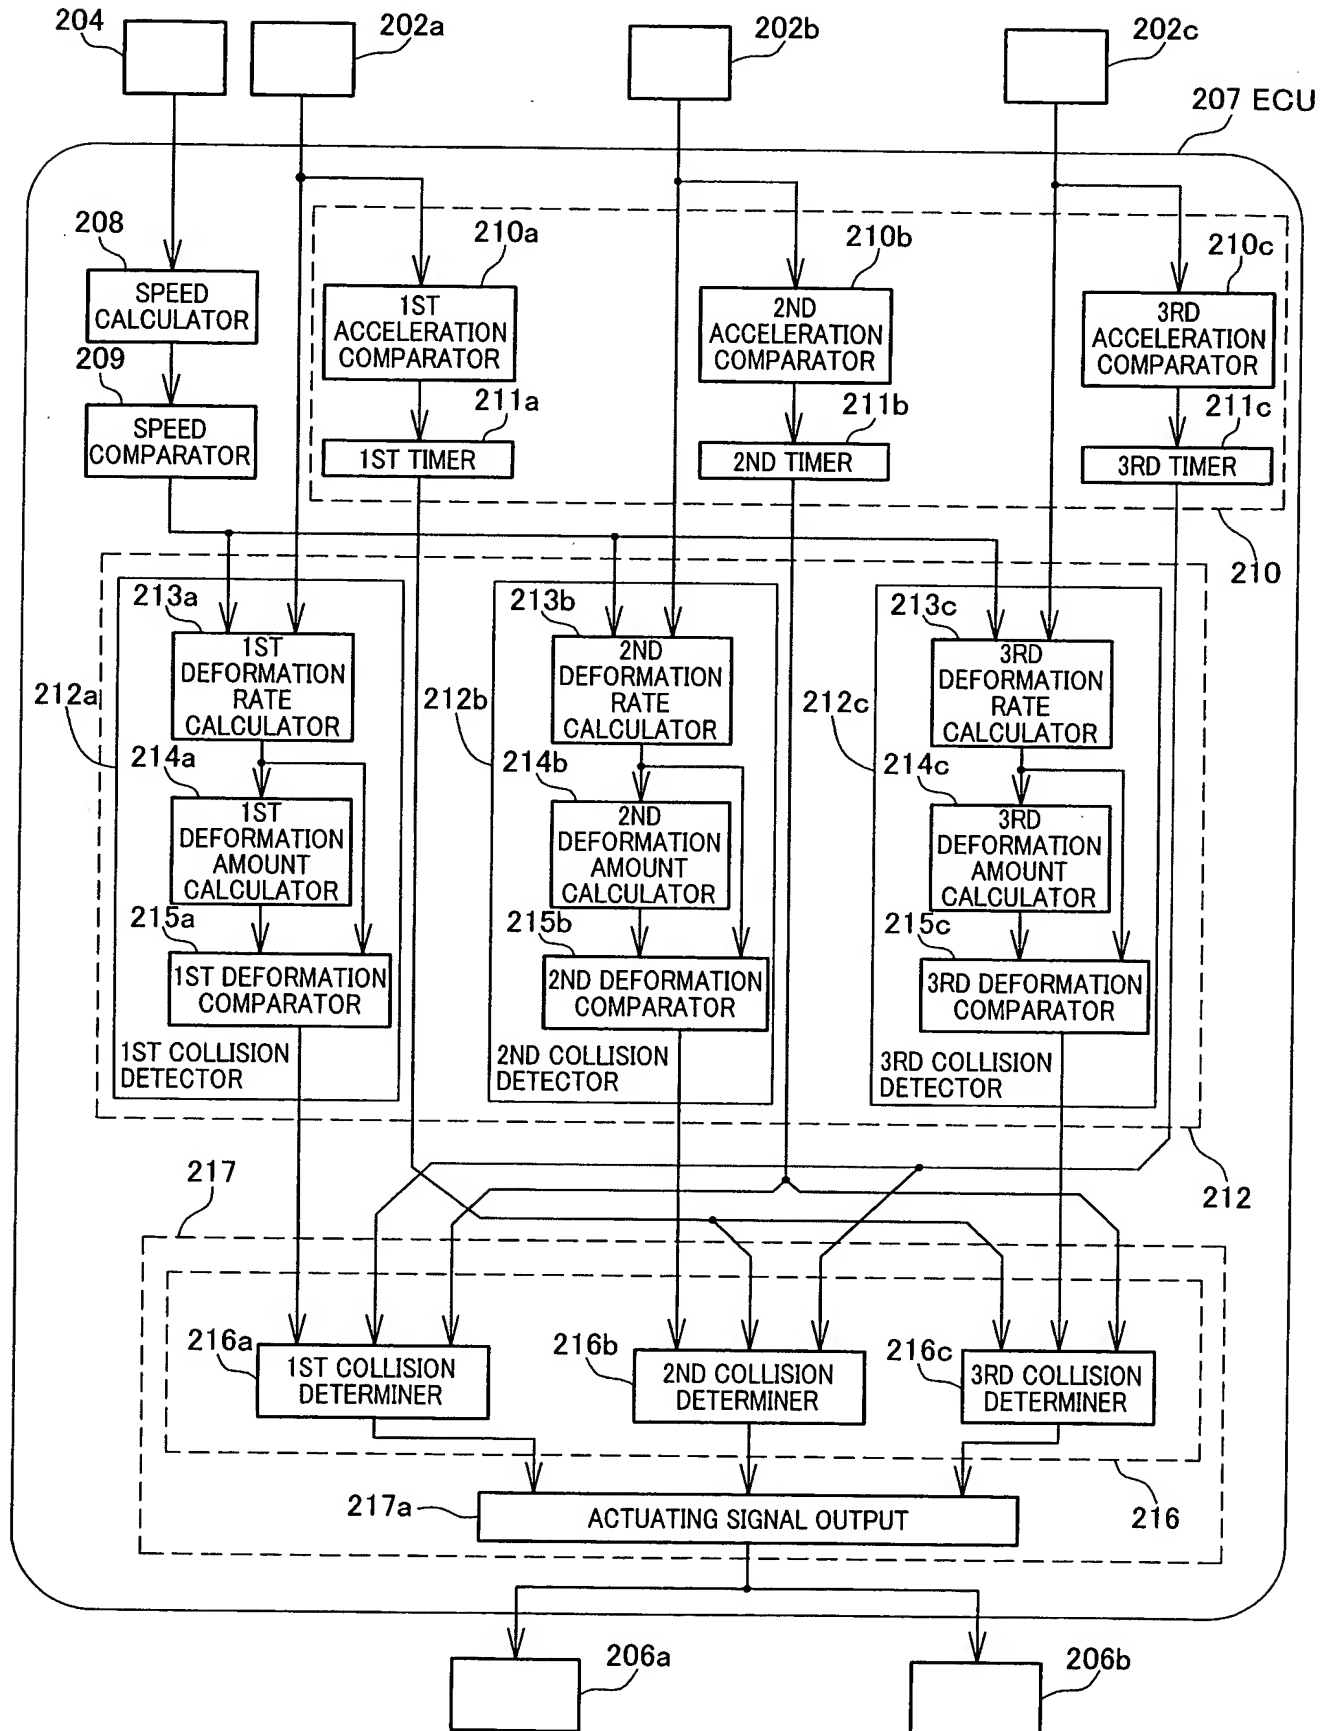 204
202a
202b
202c
207 ECU
208
SPEED
CALCULATOR
209
SPEED
COMPARATOR
210a
1ST
ACCELERATION
COMPARATOR
211a
1ST TIMER
210b
2ND
ACCELERATION
COMPARATOR
211b
2ND TIMER
210c
3RD
ACCELERATION
COMPARATOR
211c
3RD TIMER
210
212a
213a
1ST
DEFORMATION
RATE
CALCULATOR
214a
1ST
DEFORMATION
AMOUNT
CALCULATOR
215a
1ST DEFORMATION
COMPARATOR
1ST COLLISION
DETECTOR
212b
213b
2ND
DEFORMATION
RATE
CALCULATOR
214b
2ND
DEFORMATION
AMOUNT
CALCULATOR
215b
2ND DEFORMATION
COMPARATOR
2ND COLLISION
DETECTOR
212c
213c
3RD
DEFORMATION
RATE
CALCULATOR
214c
3RD
DEFORMATION
AMOUNT
CALCULATOR
215c
3RD DEFORMATION
COMPARATOR
3RD COLLISION
DETECTOR
212
217
216a
1ST COLLISION
DETERMINER
216b
2ND COLLISION
DETERMINER
216c
3RD COLLISION
DETERMINER
217a
ACTUATING SIGNAL OUTPUT
216
206a
206b